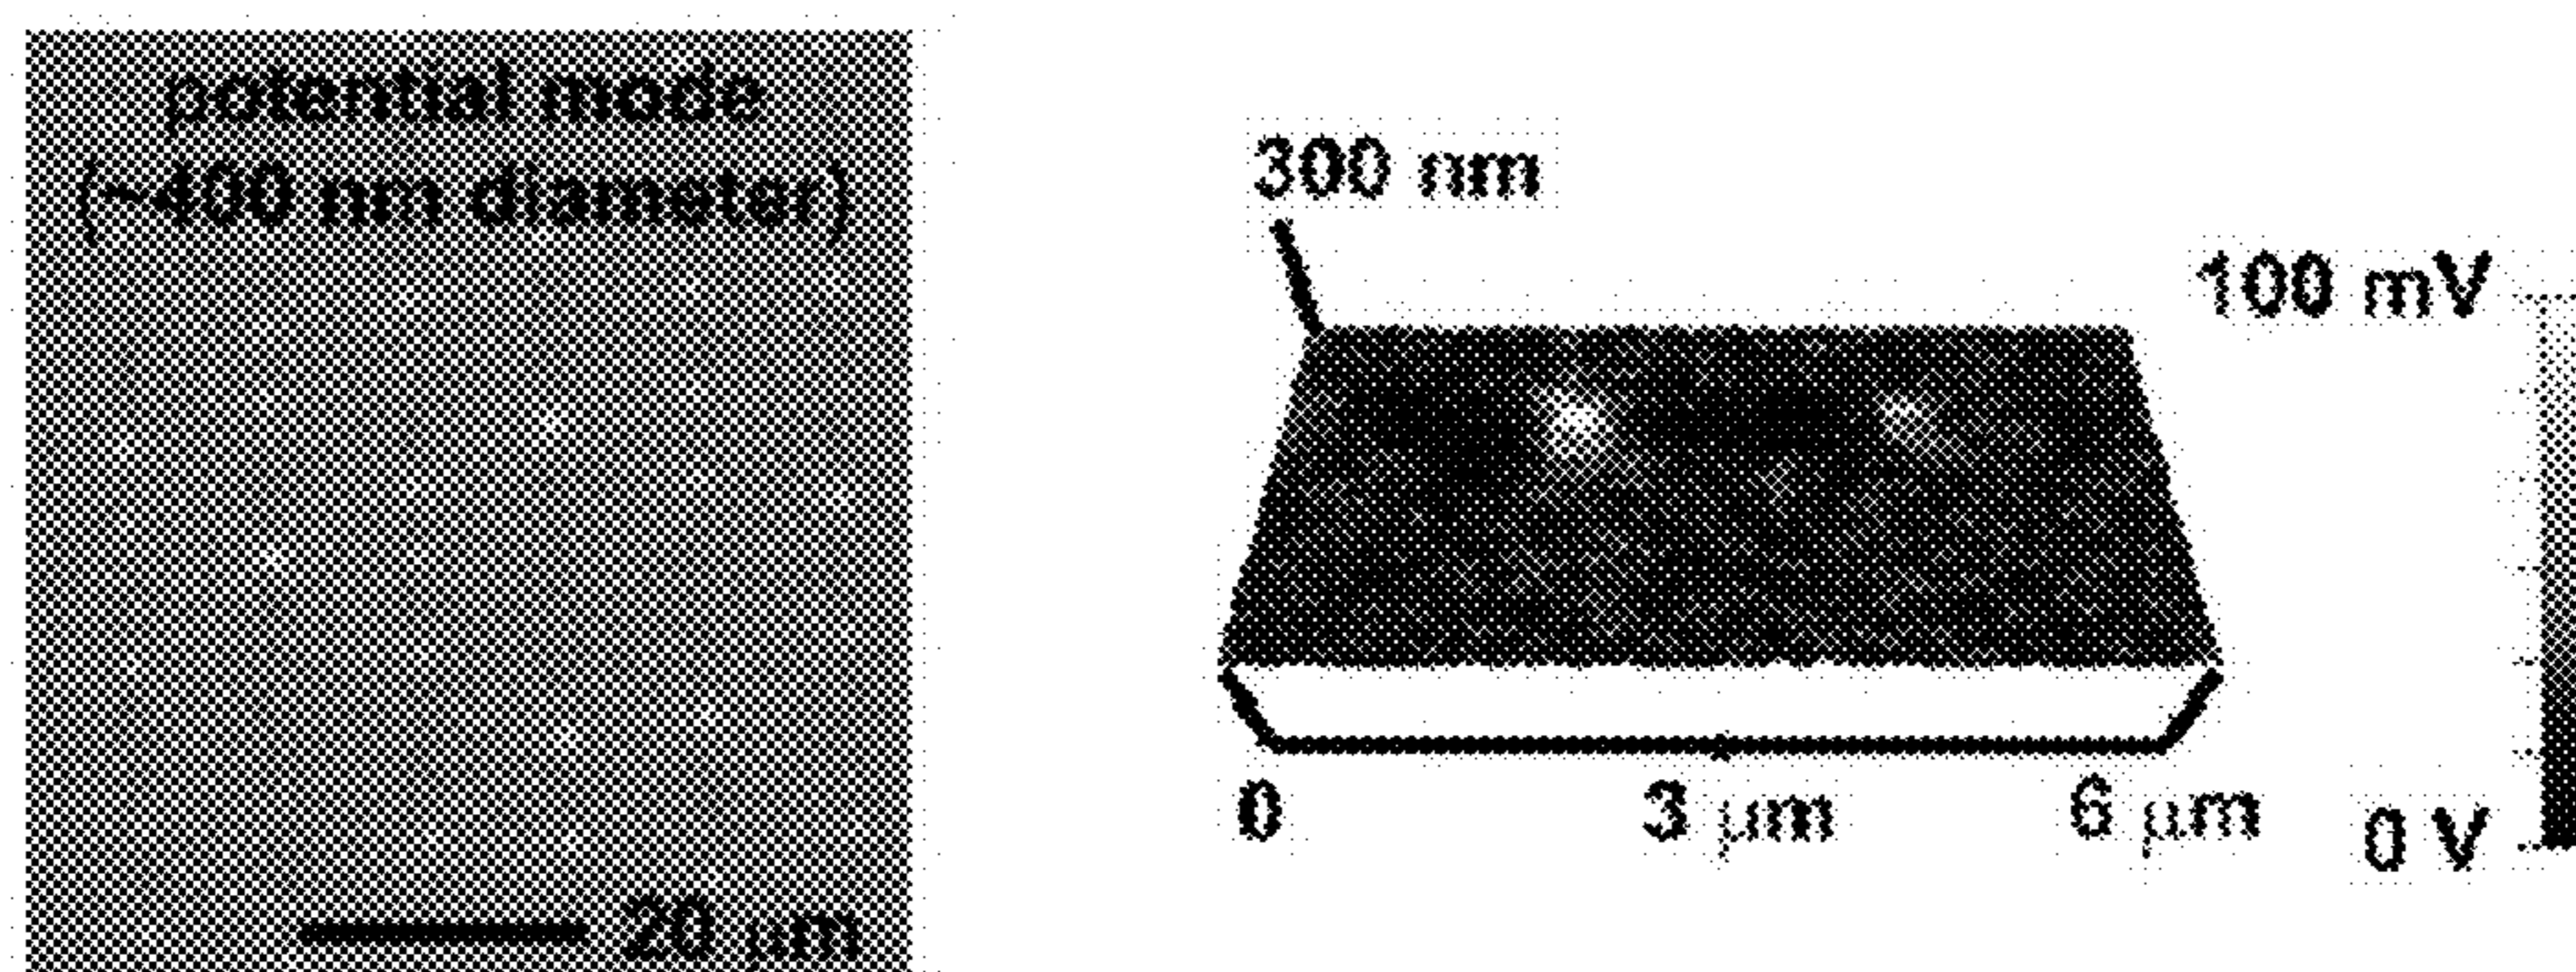 potential mode
(~400 nm diameter)
20 μm
300 nm
0
3 μm
6 μm
100 mV
0 V